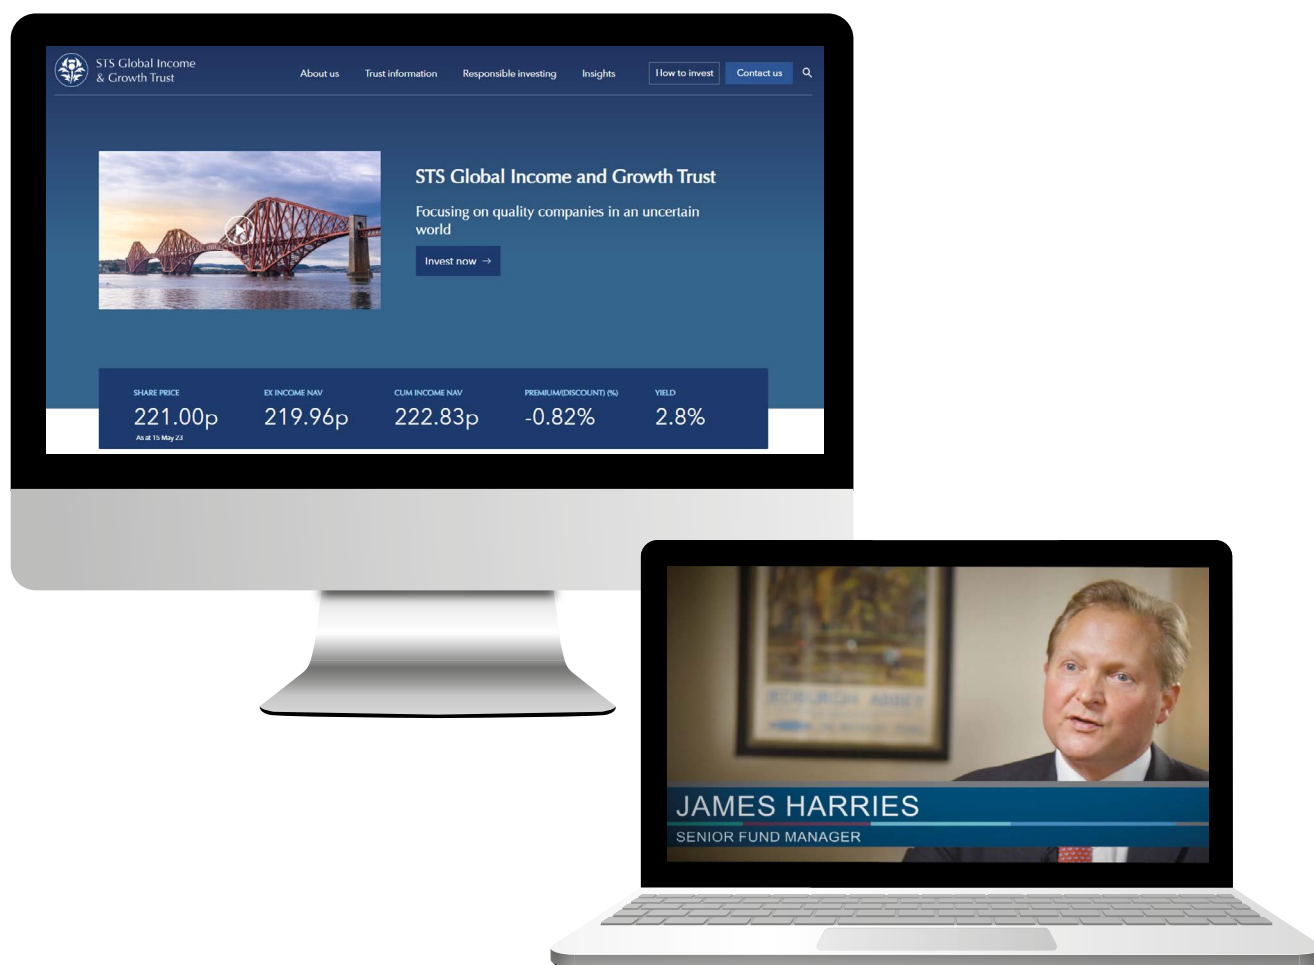 STS Global Income
& Growth Trust
About us
Trust information
Responsible investing
Insights
How to invest
Contact us
STS Global Income and Growth Trust
Focusing on quality companies in an uncertain
world
Invest now →
SHARE PRICE
EX INCOME NAV
CUM INCOME NAV
PREMIUM/(DISCOUNT) (%)
YIELD
221.00p
219.96p
222.83p
-0.82%
2.8%
As at 15 May 23
JAMES HARRIES
SENIOR FUND MANAGER